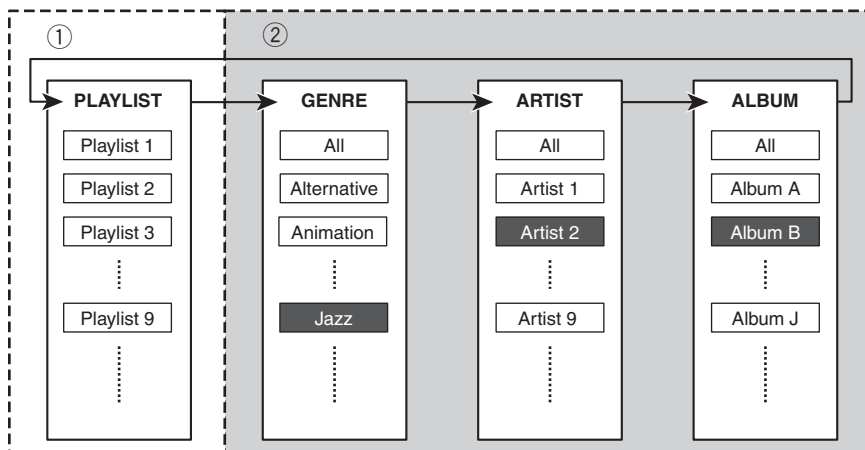 ① ②
PLAYLIST
Playlist 1
Playlist 2
Playlist 3
Playlist 9
GENRE
All
Alternative
Animation
Jazz
ARTIST
All
Artist 1
Artist 2
Artist 9
ALBUM
All
Album A
Album B
Album J